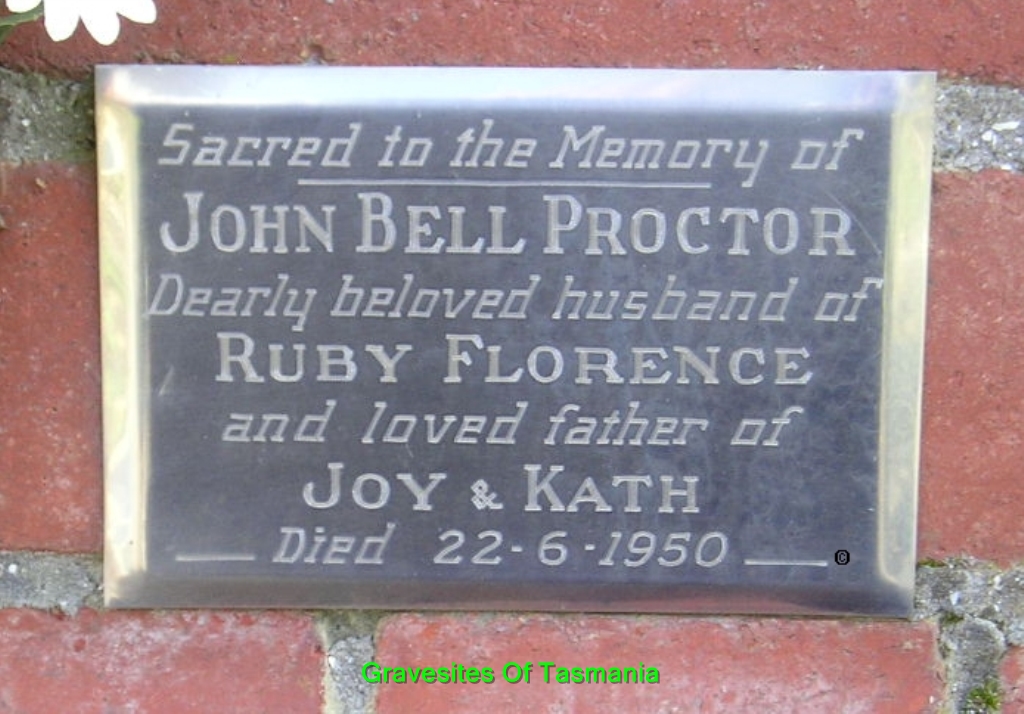 Sacred to the Memory of
JOHN BELL PROCTOR
Dearly beloved husband of
RUBY FLORENCE
and loved father of
JOY & KATH
Died 22-6-1950
©
Gravesites Of Tasmania